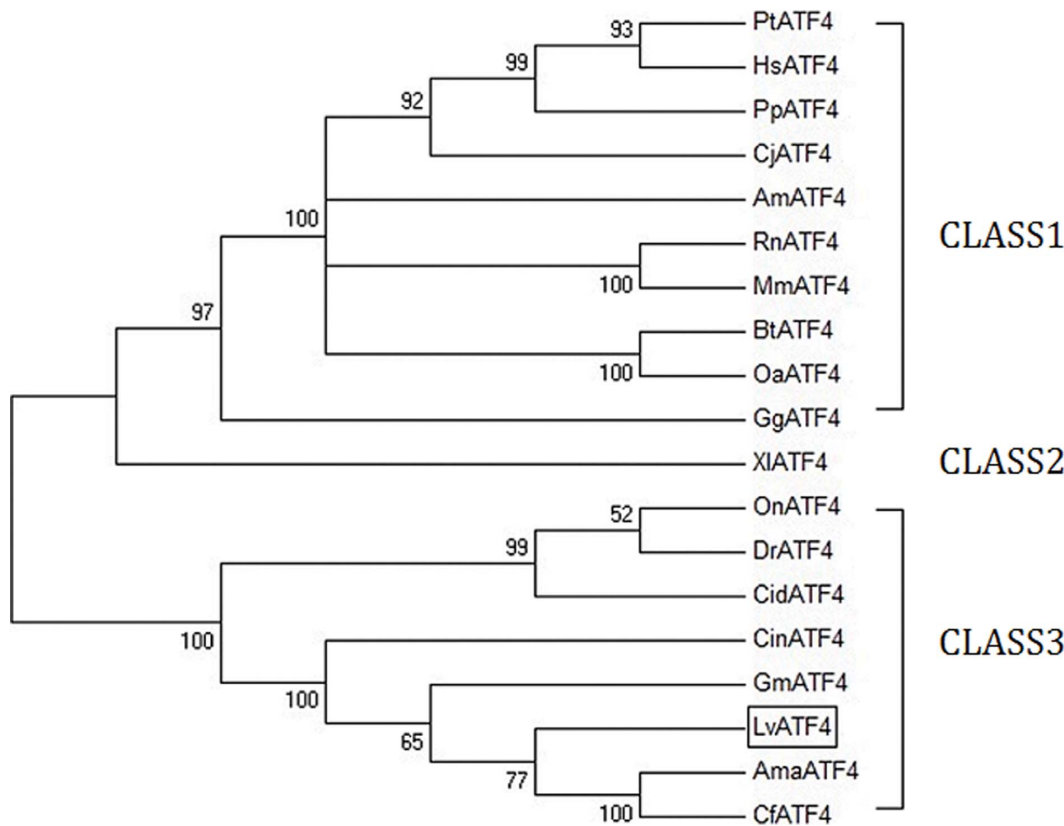 PtATF4
93
HsATF4
99
PpATF4
92
CjATF4
AmATF4
100
CLASS1
RnATF4
100
MmATF4
97
BtATF4
100
OaATF4
GgATF4
XlATF4
CLASS2
OnATF4
52
DrATF4
99
CidATF4
100
CinATF4
CLASS3
100
GmATF4
65
LvATF4
77
AmaATF4
100
CfATF4